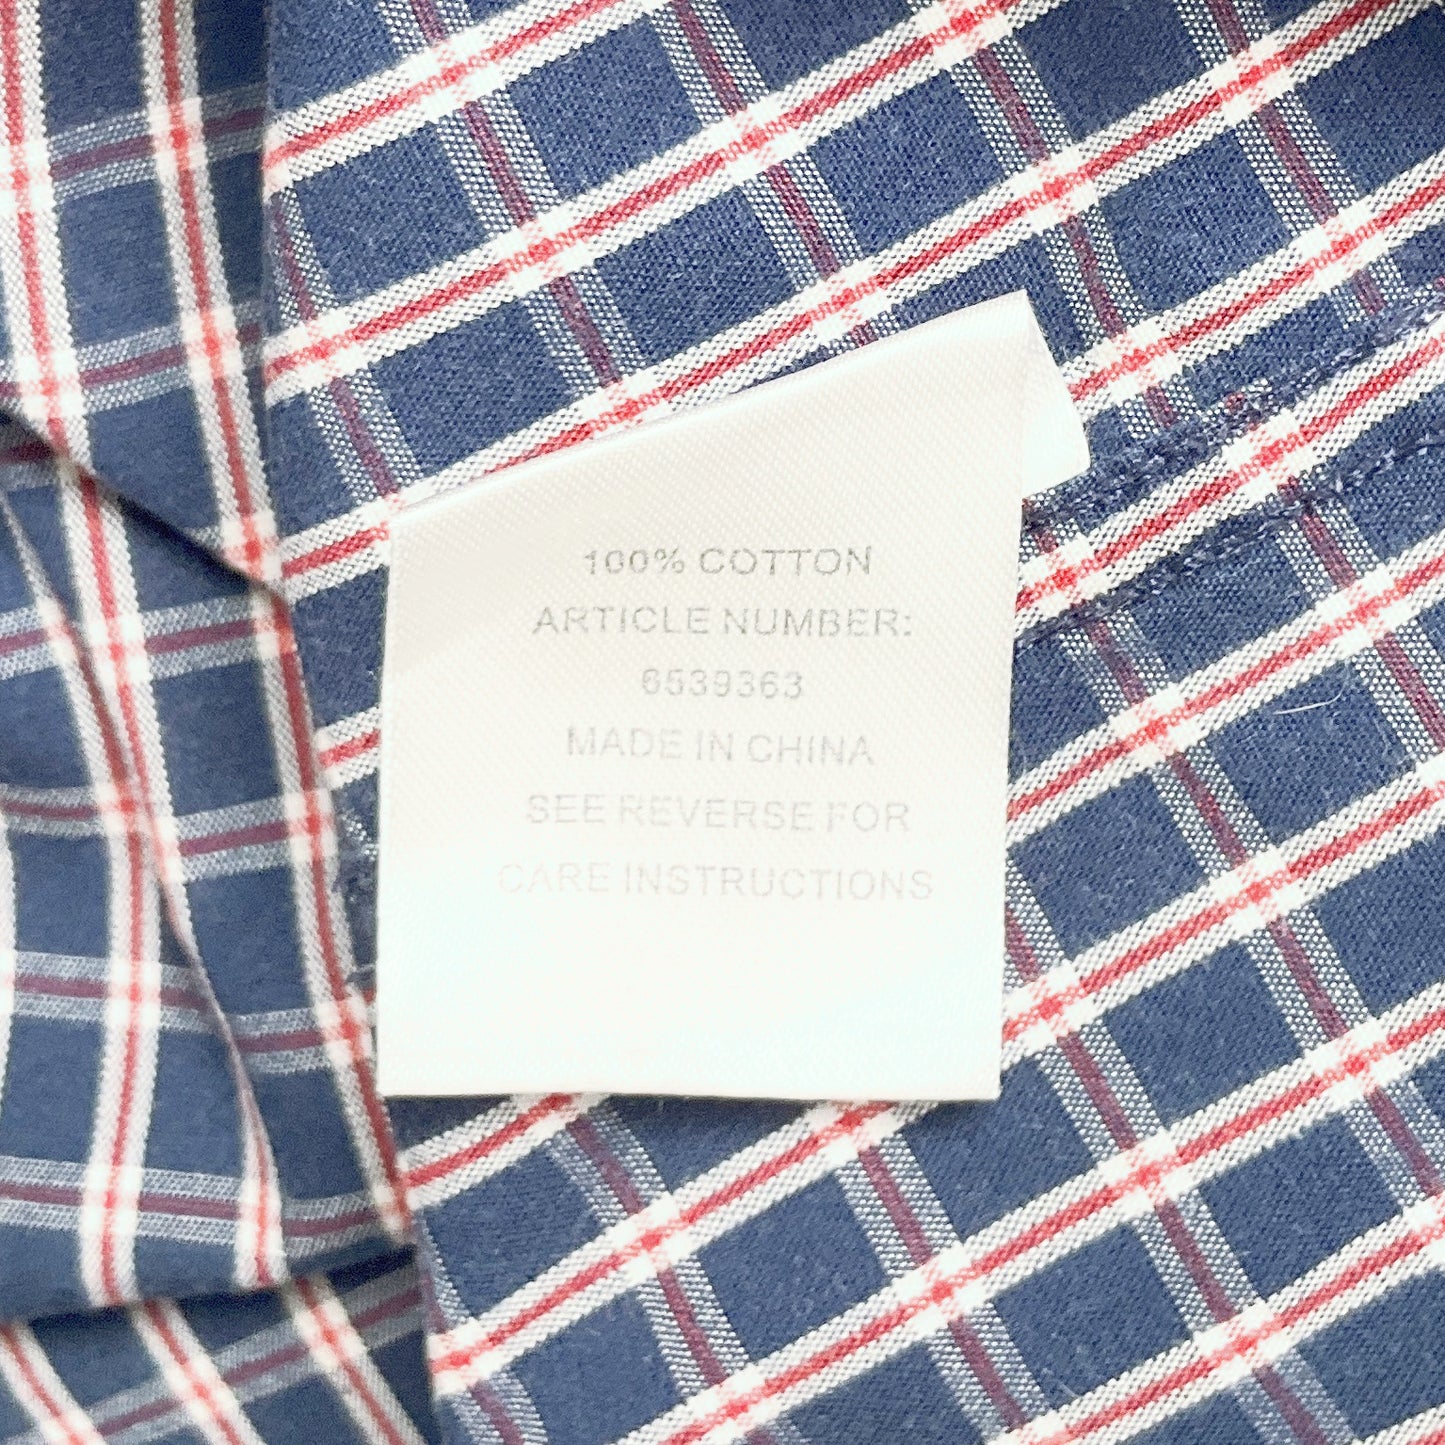 100% COTTON
ARTICLE NUMBER:
6539363
MADE IN CHINA
SEE REVERSE FOR
CARE INSTRUCTIONS